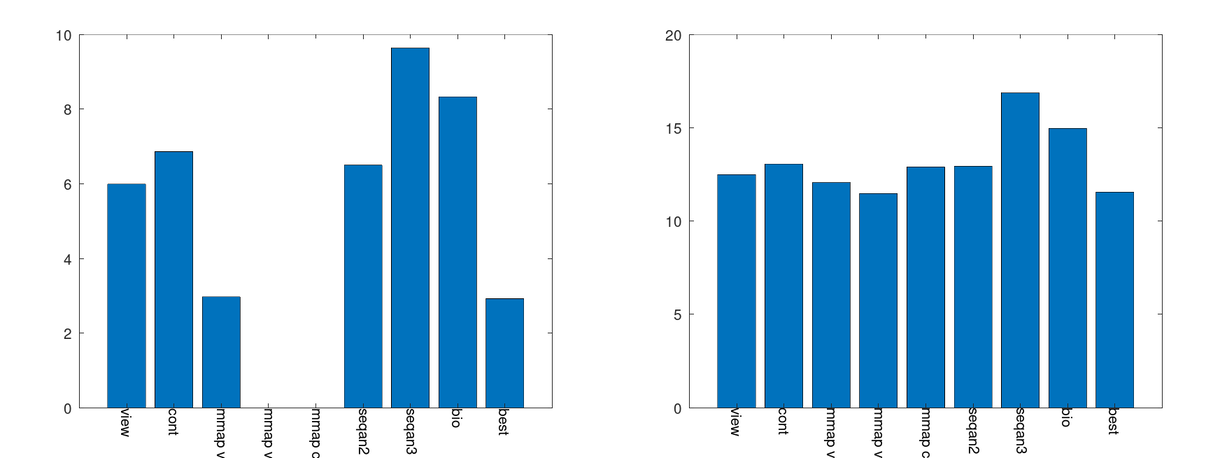 10
8
6
4
2
0
view
cont
mmap v
mmap v
mmap c
seqan2
seqan3
bio
best
20
15
10
5
0
view
cont
mmap v
mmap v
mmap c
seqan2
seqan3
bio
best